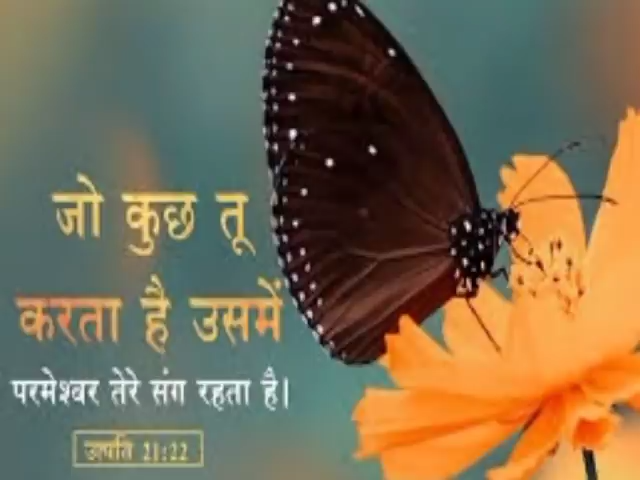 जो कुछ तू
करता है उसमें
परमेश्वर तेरे संग रहता है।
उत्पत्ति 21:22